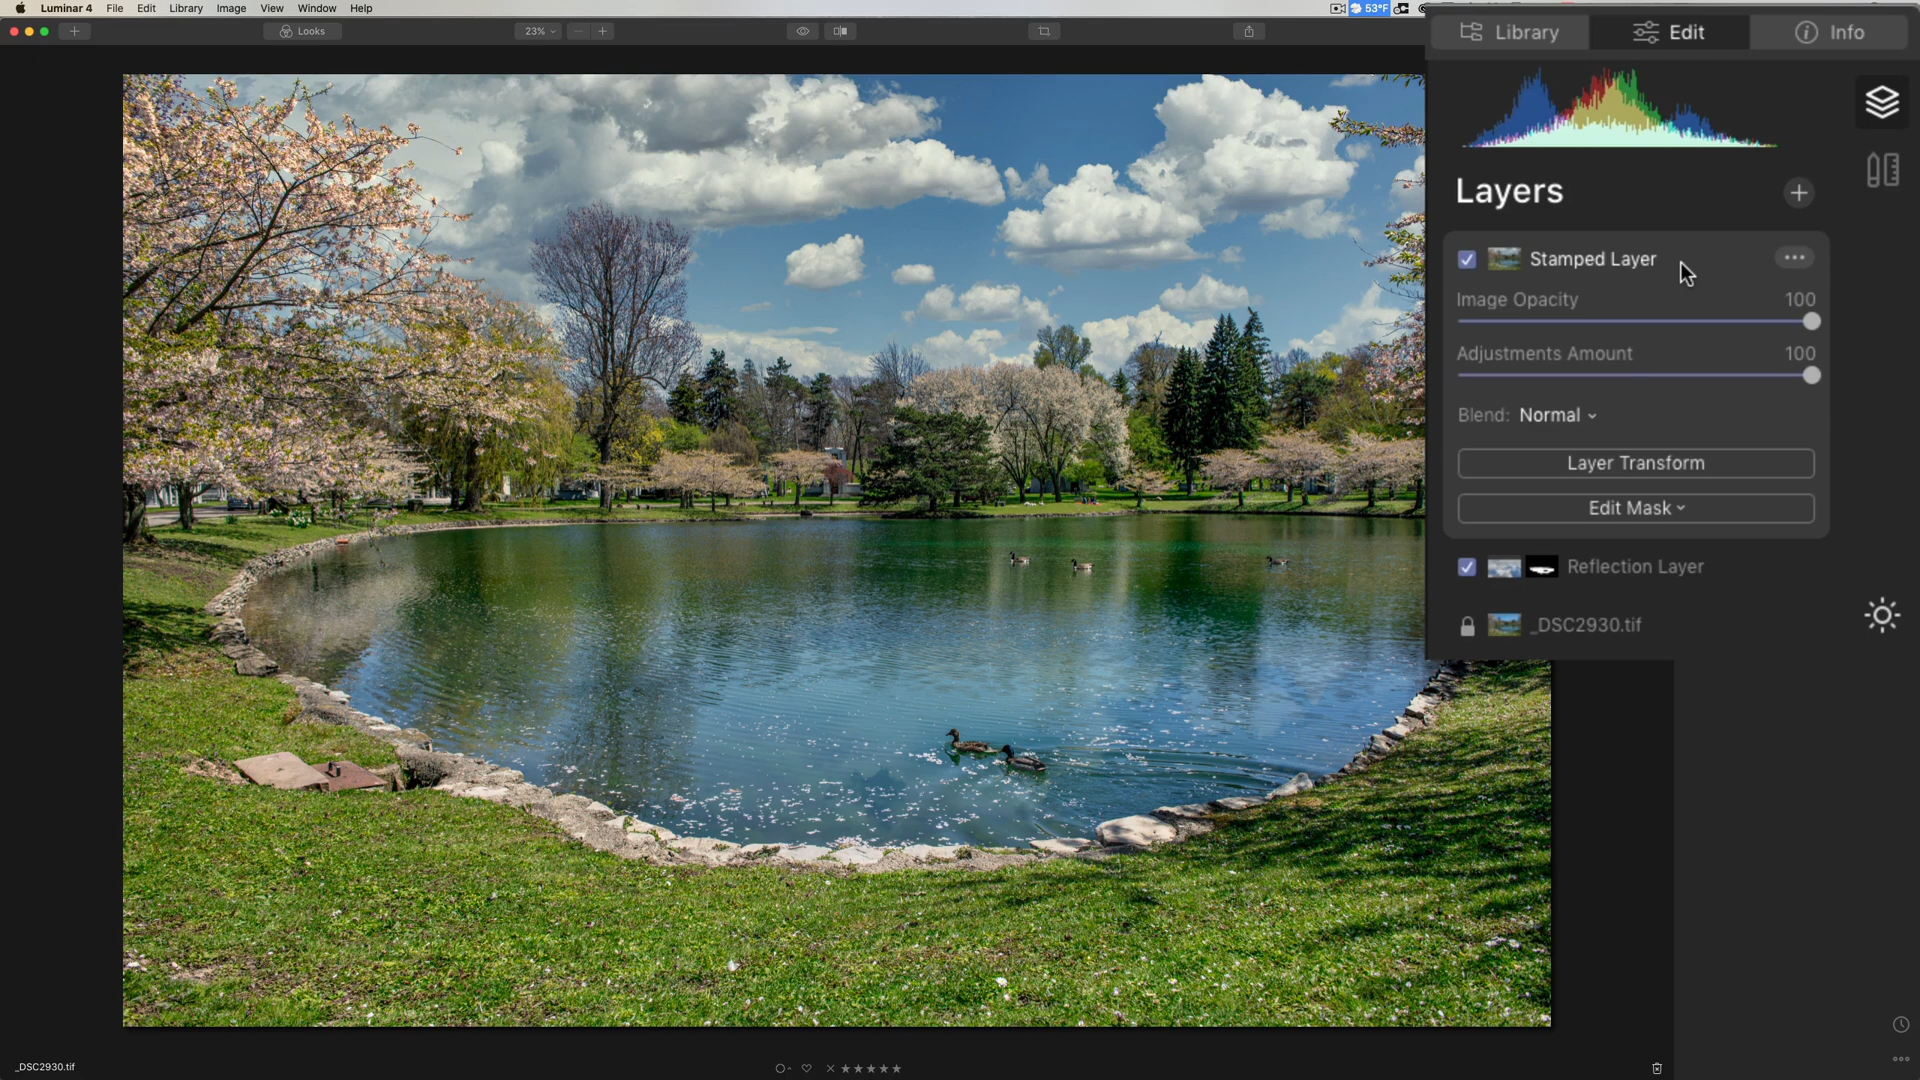 Luminar 4 File Edit Library Image View Window Help
53°F
Looks
23%
Library Edit Info
Layers
Stamped Layer
Image Opacity 100
Adjustments Amount 100
Blend: Normal
Layer Transform
Edit Mask
Reflection Layer
_DSC2930.tif
_DSC2930.tif